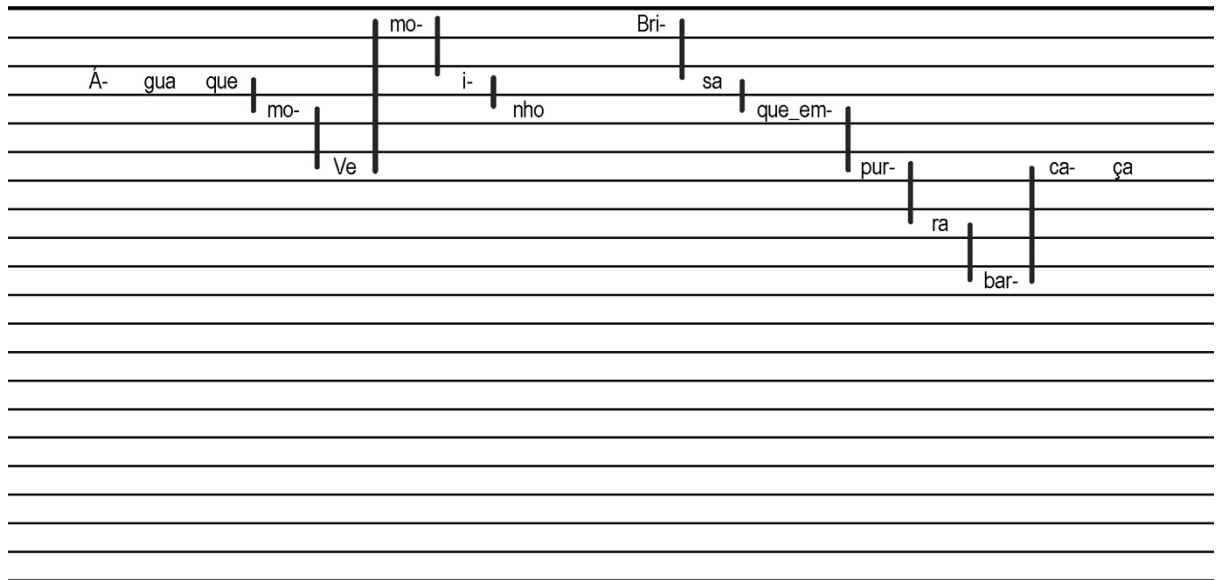 mo- Bri-
Á- gua que i- sa
mo- nho que_em-
Ve pur- ca- ça
ra
bar-